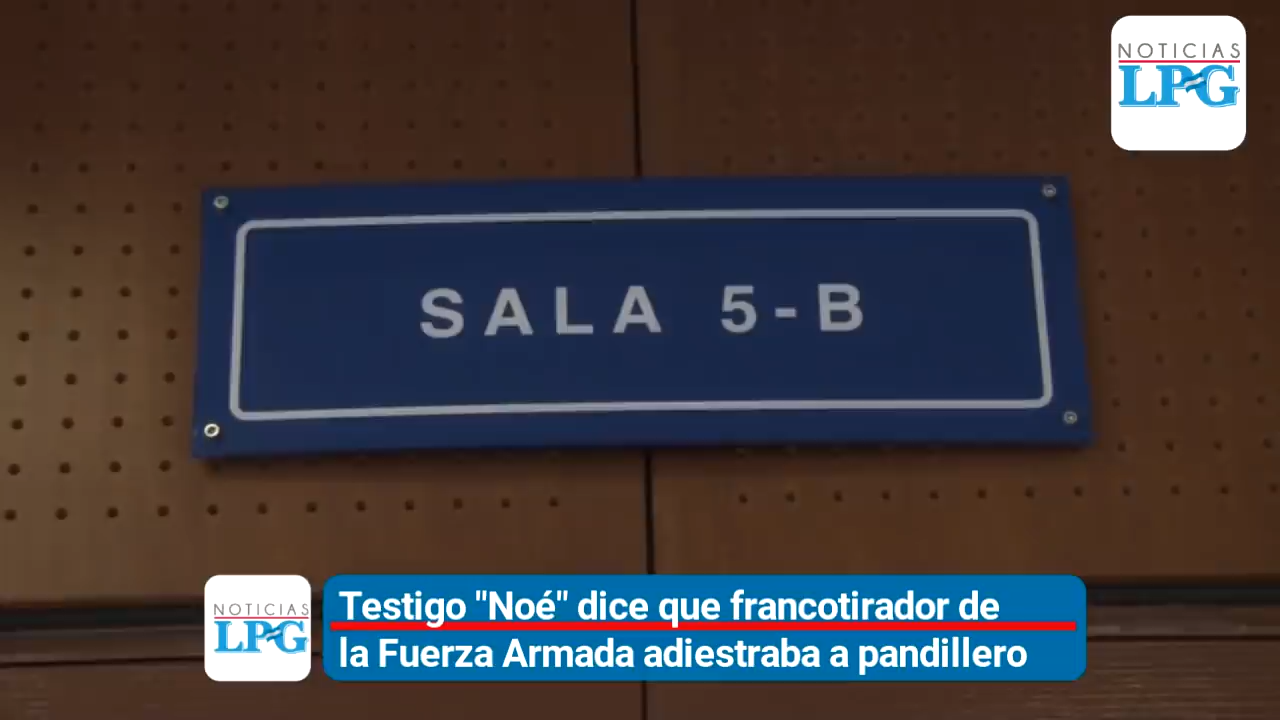 NOTICIAS
LPG
SALA 5-B
NOTICIAS
LPG
Testigo "Noé" dice que francotirador de
la Fuerza Armada adiestraba a pandillero